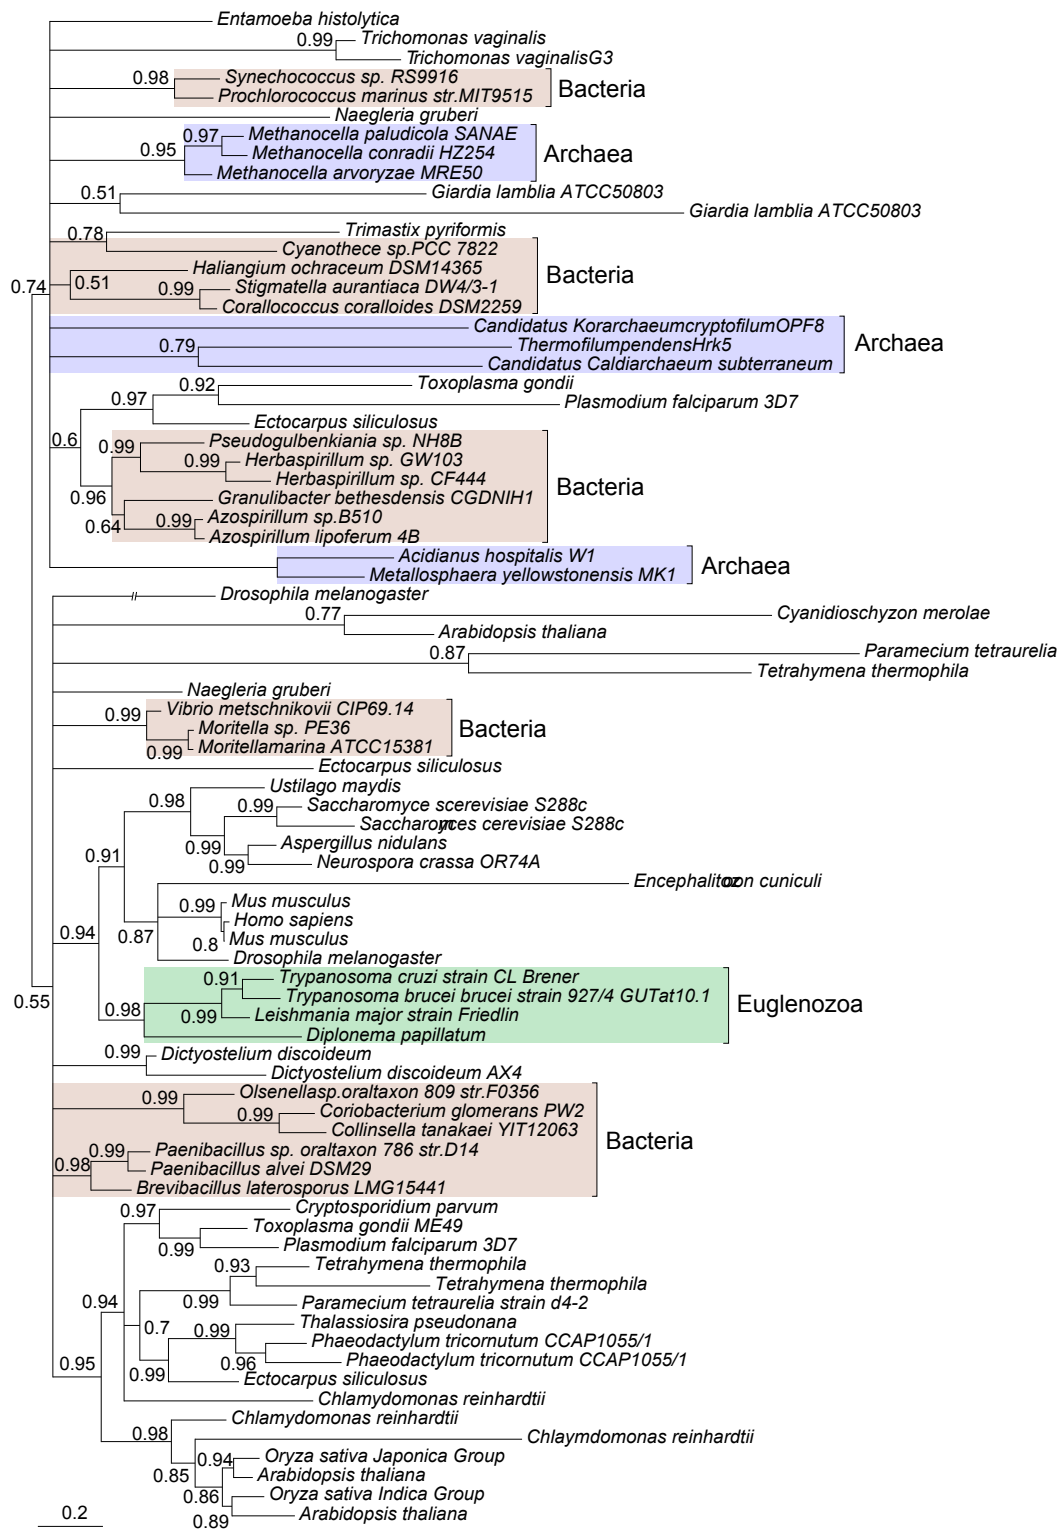 Entamoeba histolytica
0.99 Trichomonas vaginalis
Trichomonas vaginalisG3
0.98 Synechococcus sp. RS9916
Prochlorococcus marinus str.MIT9515
Bacteria
Naegleria gruberi
0.97 Methanocella paludicola SANAE
0.95 Methanocella conradii HZ254
Archaea
Methanocella arvoryzae MRE50
0.51 Giardia lamblia ATCC50803
Giardia lamblia ATCC50803
0.78 Trimastix pyriformis
Cyanothece sp.PCC 7822
Haliangium ochraceum DSM14365
Bacteria
0.74 0.51 0.99 Stigmatella aurantiaca DW4/3-1
Corallococcus coralloides DSM2259
Candidatus KorarchaeumcryptofilumOPF8
0.79 ThermofilumpendensHrk5
Archaea
Candidatus Caldiarchaeum subterraneum
0.92 Toxoplasma gondii
0.97 Plasmodium falciparum 3D7
Ectocarpus siliculosus
0.6 0.99 Pseudogulbenkiania sp. NH8B
0.99 Herbaspirillum sp. GW103
Herbaspirillum sp. CF444
Bacteria
0.96 Granulibacter bethesdensis CGDNIH1
0.64 0.99 Azospirillum sp.B510
Azospirillum lipoferum 4B
Acidianus hospitalis W1
Archaea
Metallosphaera yellowstonensis MK1
// Drosophila melanogaster
0.77 Cyanidioschyzon merolae
Arabidopsis thaliana
0.87 Paramecium tetraurelia
Tetrahymena thermophila
Naegleria gruberi
0.99 Vibrio metschnikovii CIP69.14
Moritella sp. PE36
Bacteria
0.99 Moritellamarina ATCC15381
Ectocarpus siliculosus
Ustilago maydis
0.98 0.99 Saccharomyce scerevisiae S288c
Saccharomyces cerevisiae S288c
0.99 Aspergillus nidulans
0.91 0.99 Neurospora crassa OR74A
Encephalitozoon cuniculi
0.99 Mus musculus
Homo sapiens
0.94 0.87 0.8 Mus musculus
Drosophila melanogaster
0.91 Trypanosoma cruzi strain CL Brener
Trypanosoma brucei brucei strain 927/4 GUTat10.1
Euglenozoa
0.55 0.98 0.99 Leishmania major strain Friedlin
Diplonema papillatum
0.99 Dictyostelium discoideum
Dictyostelium discoideum AX4
0.99 Olsenellasp.oraltaxon 809 str.F0356
0.99 Coriobacterium glomerans PW2
Collinsella tanakaei YIT12063
Bacteria
0.99 Paenibacillus sp. oraltaxon 786 str.D14
0.98 Paenibacillus alvei DSM29
Brevibacillus laterosporus LMG15441
0.97 Cryptosporidium parvum
Toxoplasma gondii ME49
0.99 Plasmodium falciparum 3D7
0.93 Tetrahymena thermophila
Tetrahymena thermophila
0.94 0.99 Paramecium tetraurelia strain d4-2
0.7 0.99 Thalassiosira pseudonana
Phaeodactylum tricornutum CCAP1055/1
0.95 0.96 Phaeodactylum tricornutum CCAP1055/1
0.99 Ectocarpus siliculosus
Chlamydomonas reinhardtii
Chlamydomonas reinhardtii
0.98 Chlaymdomonas reinhardtii
0.94 Oryza sativa Japonica Group
0.85 Arabidopsis thaliana
0.86 Oryza sativa Indica Group
0.89 Arabidopsis thaliana
0.2